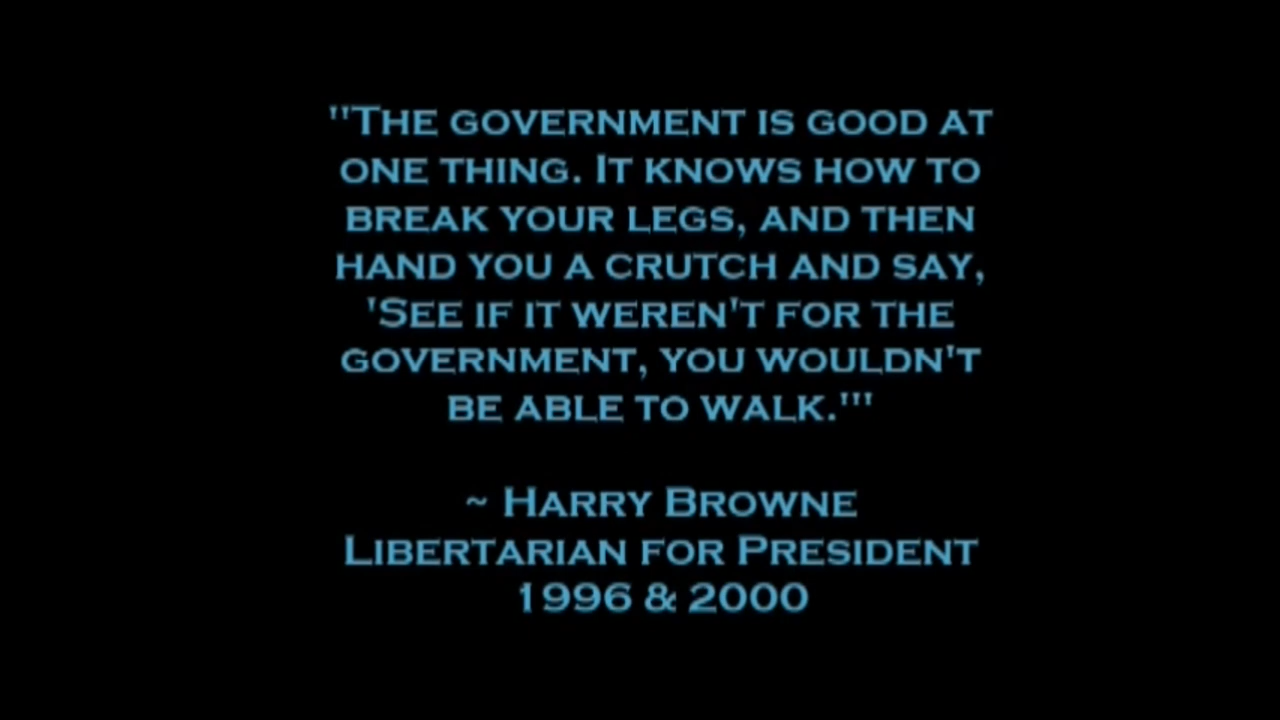 "The government is good at
one thing. It knows how to
break your legs, and then
hand you a crutch and say,
'See if it weren't for the
government, you wouldn't
be able to walk.'"
~ Harry Browne
Libertarian for President
1996 & 2000